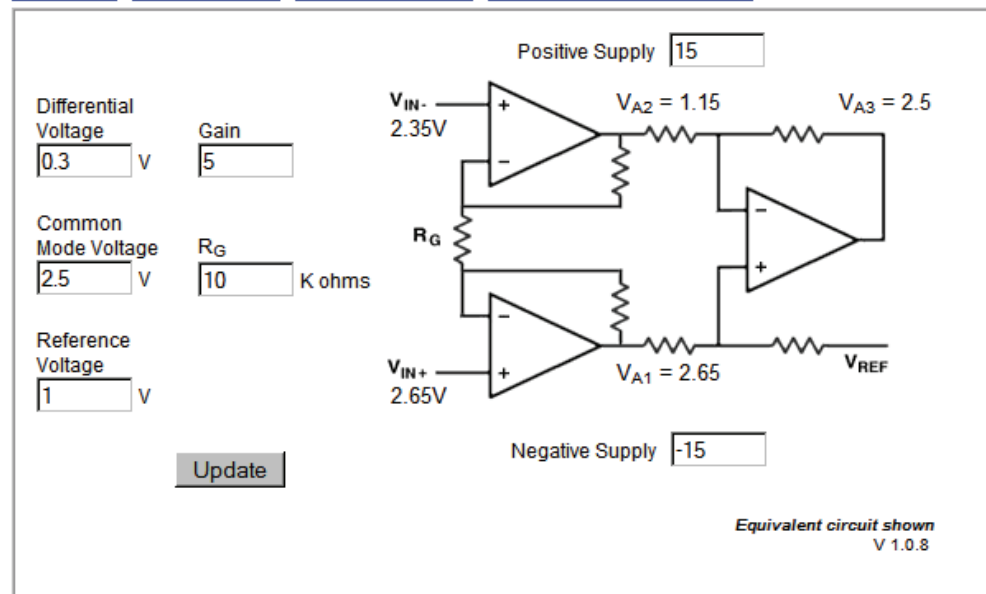 Positive Supply 15
Differential
Voltage
0.3 V
Gain
5
Common
Mode Voltage
2.5 V
RG
10 K ohms
Reference
Voltage
1 V
Update
VIN-
2.35V
+
−
VA2 = 1.15
VA3 = 2.5
RG
−
+
−
+
VIN+
2.65V
VA1 = 2.65
VREF
Negative Supply -15
Equivalent circuit shown
V 1.0.8